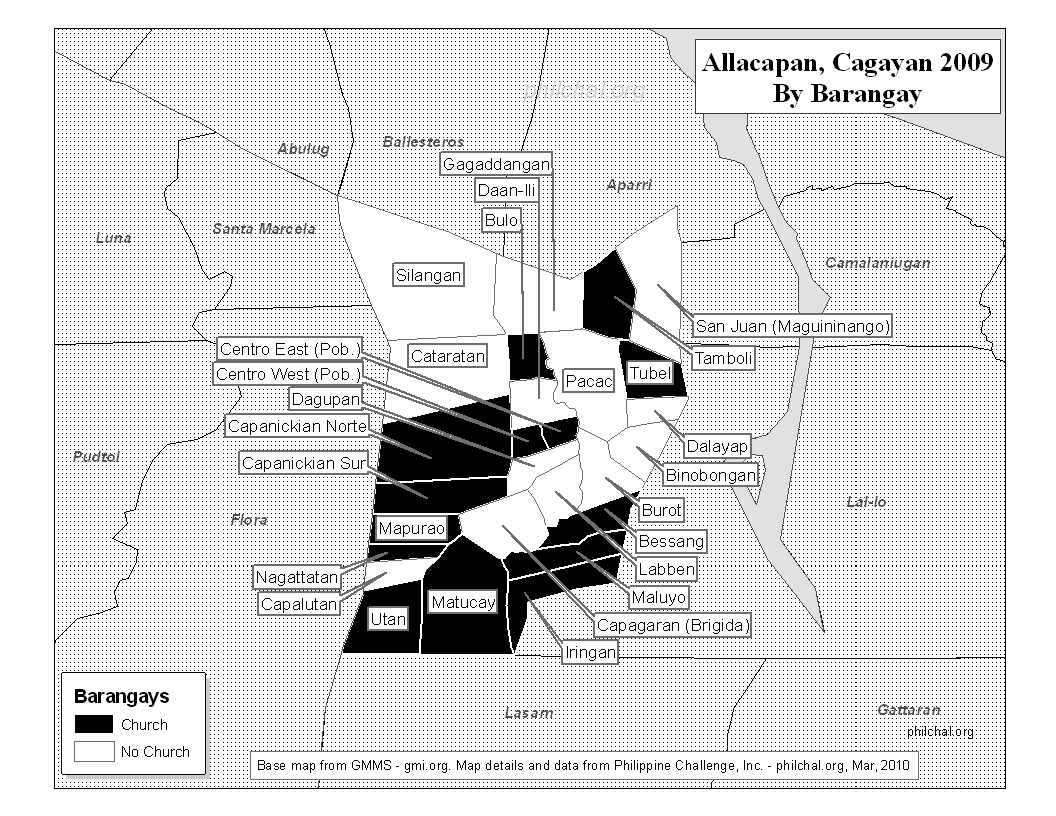 Allacapan, Cagayan 2009
By Barangay
philchal.org
Abulug
Ballesteros
Gagaddangan
Daan-Ili
Bulo
Aparri
Luna
Santa Marcela
Camalaniugan
Silangan
San Juan (Maguininango)
Centro East (Pob.)
Cataratan
Tamboli
Centro West (Pob.)
Pacac
Tubel
Dagupan
Capanickian Norte
Dalayap
Pudtol
Capanickian Sur
Binobongan
Lal-lo
Flora
Mapurao
Burot
Bessang
Nagattatan
Labben
Capalutan
Matucay
Maluyo
Utan
Capagaran (Brigida)
Iringan
Barangays
Church
No Church
Lasam
Gattaran
philchal.org
Base map from GMMS - gmi.org. Map details and data from Philippine Challenge, Inc. - philchal.org, Mar, 2010